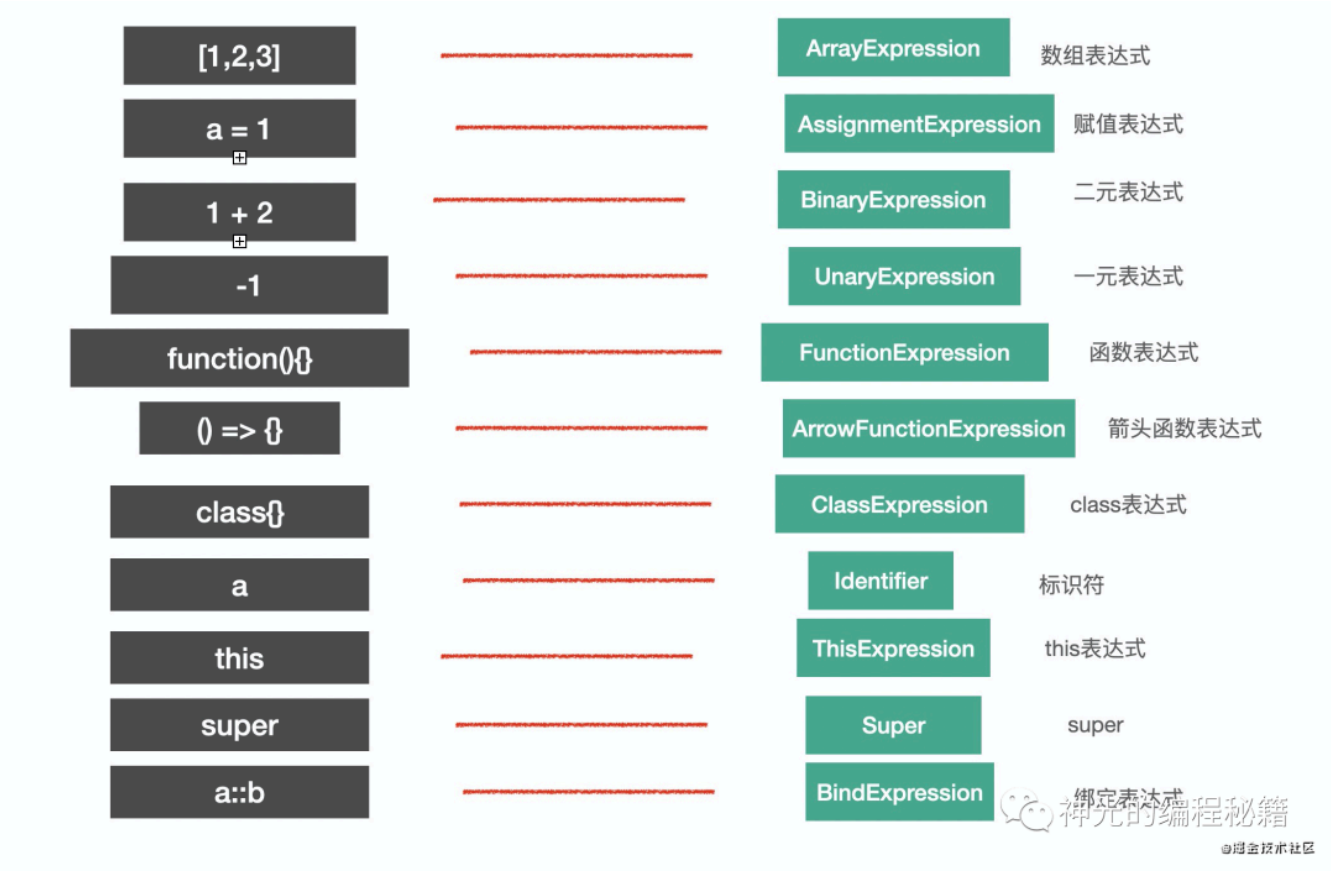 [1,2,3] ArrayExpression 数组表达式
a = 1 AssignmentExpression 赋值表达式
1 + 2 BinaryExpression 二元表达式
-1 UnaryExpression 一元表达式
function(){} FunctionExpression 函数表达式
() => {} ArrowFunctionExpression 箭头函数表达式
class{} ClassExpression class表达式
a Identifier 标识符
this ThisExpression this表达式
super Super super
a::b BindExpression 绑定表达式
神光的编程秘籍
@掘金技术社区